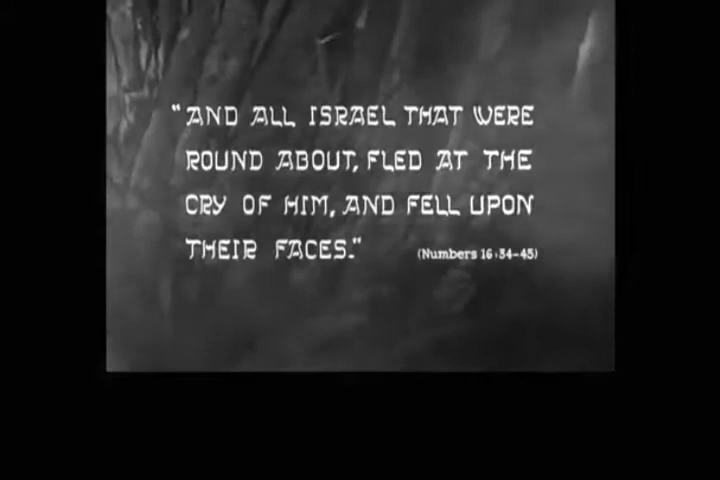 "AND ALL ISRAEL THAT WERE
ROUND ABOUT, FLED AT THE
CRY OF HIM, AND FELL UPON
THEIR FACES." (Numbers 16:34-45)